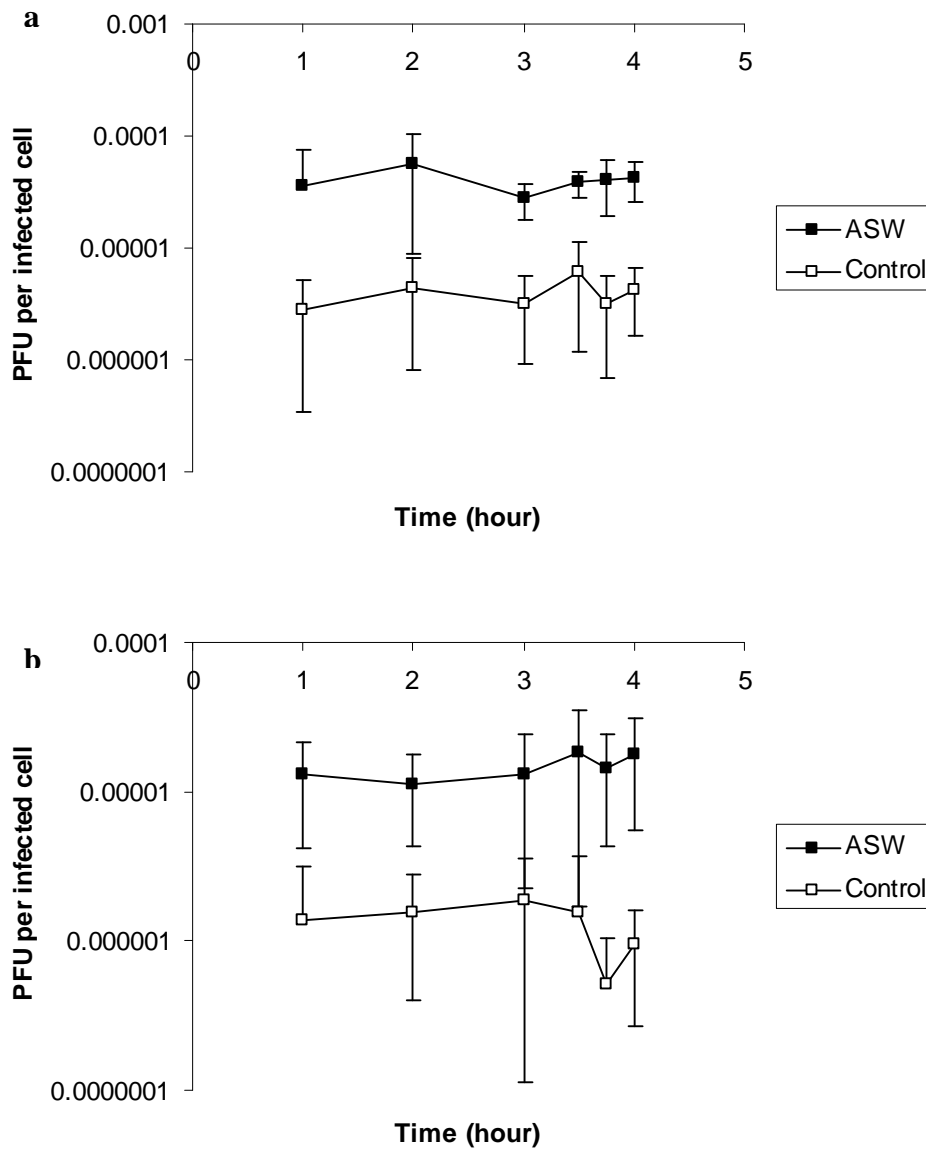 a
0.001
0 1 2 3 4 5
0.0001
0.00001
0.000001
0.0000001
PFU per infected cell
Time (hour)
ASW
Control
b
0.0001
0 1 2 3 4 5
0.00001
0.000001
0.0000001
PFU per infected cell
Time (hour)
ASW
Control